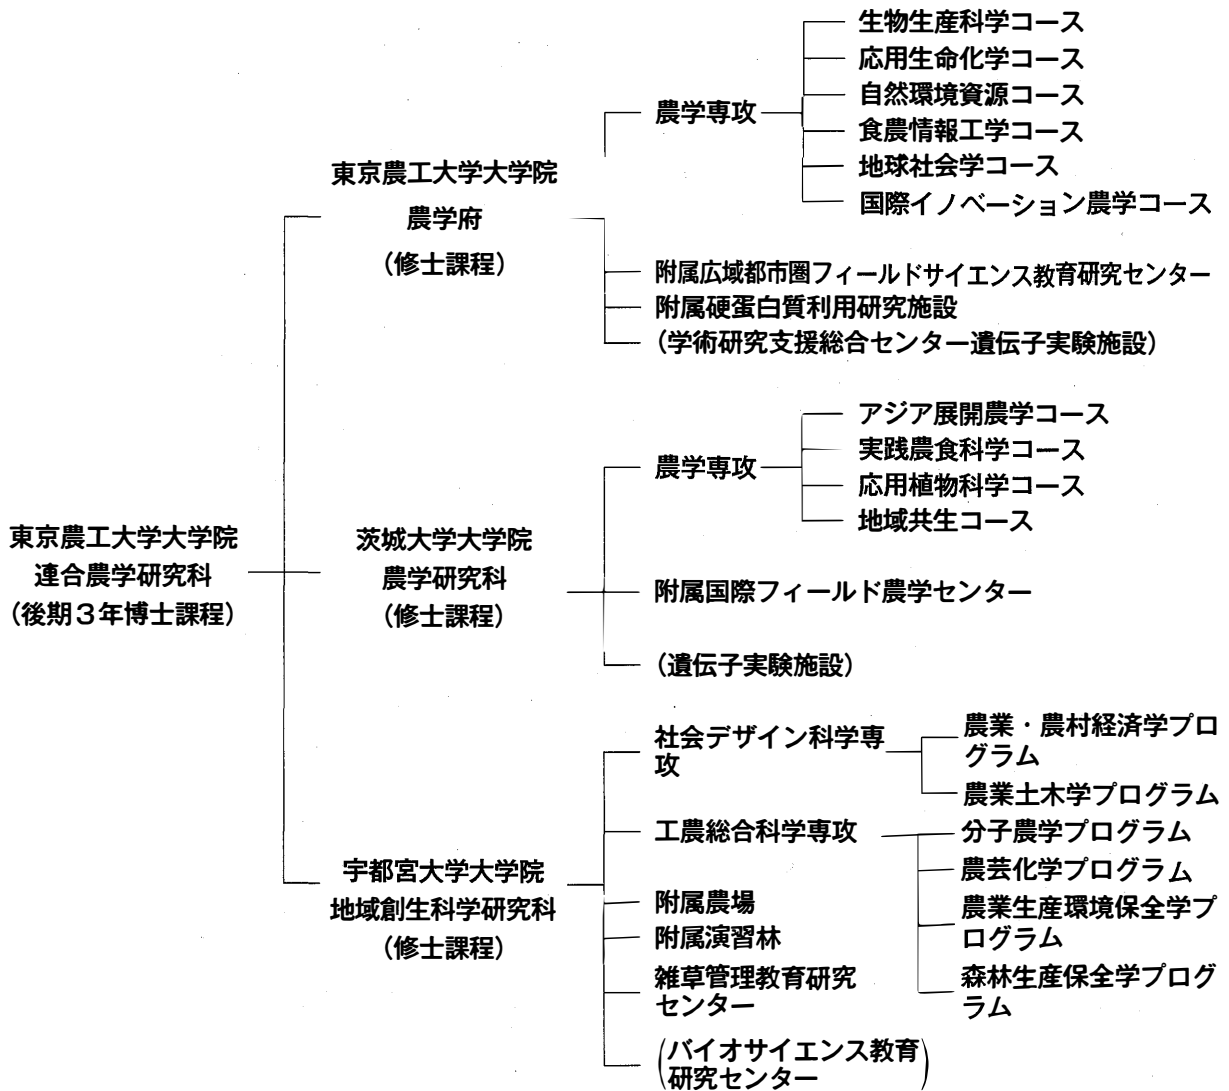 東京農工大学大学院
連合農学研究科
（後期３年博士課程）
東京農工大学大学院
農学府
（修士課程）
農学専攻
生物生産科学コース
応用生命化学コース
自然環境資源コース
食農情報工学コース
地球社会学コース
国際イノベーション農学コース
附属広域都市圏フィールドサイエンス教育研究センター
附属硬蛋白質利用研究施設
（学術研究支援総合センター遺伝子実験施設）
茨城大学大学院
農学研究科
（修士課程）
農学専攻
アジア展開農学コース
実践農食科学コース
応用植物科学コース
地域共生コース
附属国際フィールド農学センター
（遺伝子実験施設）
宇都宮大学大学院
地域創生科学研究科
（修士課程）
社会デザイン科学専
攻
農業・農村経済学プロ
グラム
農業土木学プログラム
工農総合科学専攻
分子農学プログラム
農芸化学プログラム
農業生産環境保全学プ
ログラム
森林生産保全学プログ
ラム
附属農場
附属演習林
雑草管理教育研究
センター
（バイオサイエンス教育
研究センター）